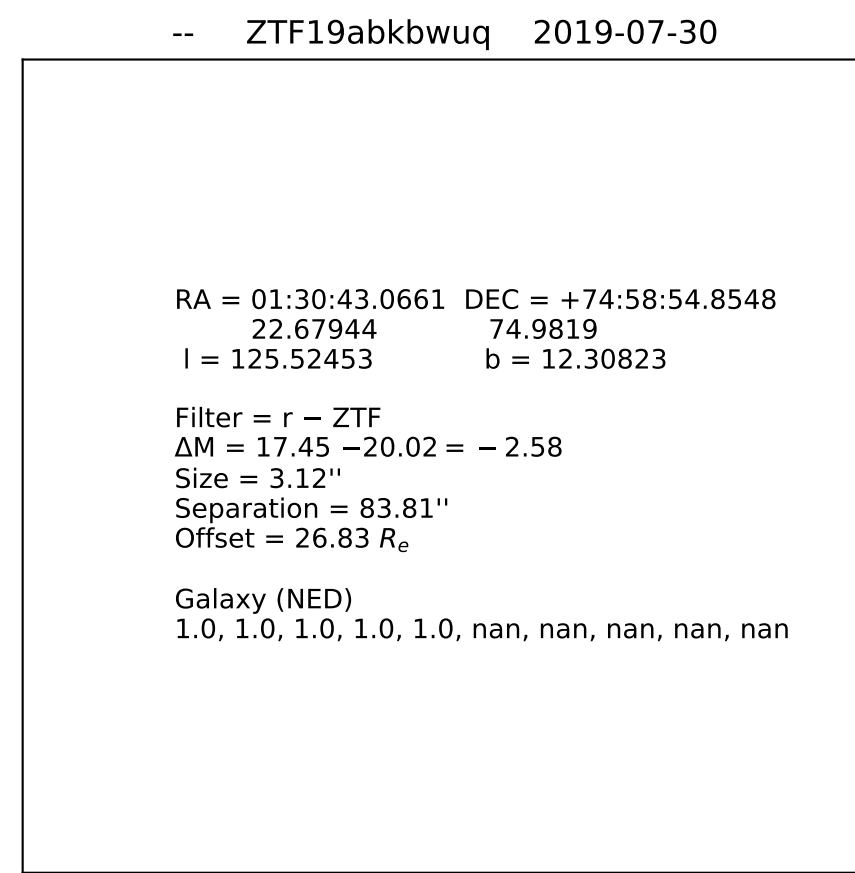 -- ZTF19abkbwuq 2019-07-30
RA = 01:30:43.0661 DEC = +74:58:54.8548
22.67944 74.9819
l = 125.52453 b = 12.30823
Filter = r − ZTF
ΔM = 17.45 −20.02 = − 2.58
Size = 3.12''
Separation = 83.81''
Offset = 26.83 Re
Galaxy (NED)
1.0, 1.0, 1.0, 1.0, 1.0, nan, nan, nan, nan, nan